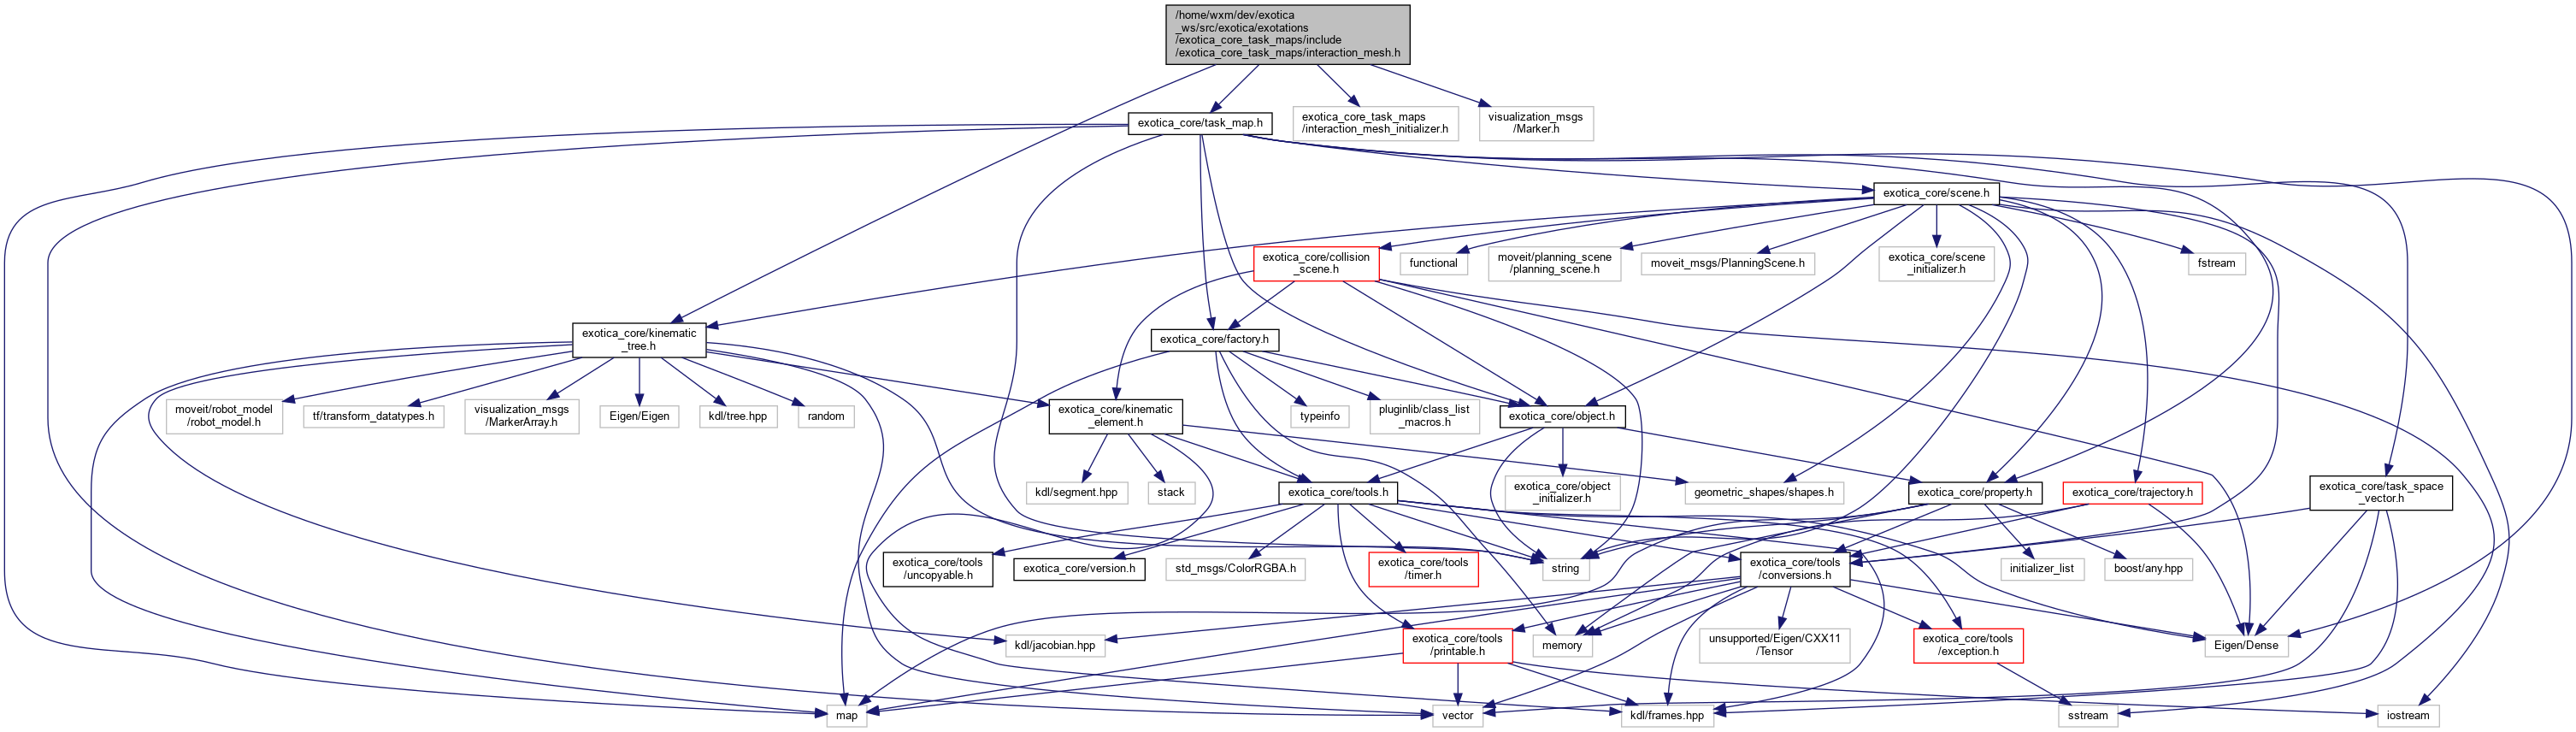 /home/wxm/dev/exotica
_ws/src/exotica/exotations
/exotica_core_task_maps/include
/exotica_core_task_maps/interaction_mesh.h
exotica_core/task_map.h
exotica_core_task_maps
/interaction_mesh_initializer.h
visualization_msgs
/Marker.h
exotica_core/scene.h
exotica_core/collision
_scene.h
functional
moveit/planning_scene
/planning_scene.h
moveit_msgs/PlanningScene.h
exotica_core/scene
_initializer.h
fstream
exotica_core/kinematic
_tree.h
exotica_core/factory.h
moveit/robot_model
/robot_model.h
tf/transform_datatypes.h
visualization_msgs
/MarkerArray.h
Eigen/Eigen
kdl/tree.hpp
random
exotica_core/kinematic
_element.h
typeinfo
pluginlib/class_list
_macros.h
exotica_core/object.h
kdl/segment.hpp
stack
exotica_core/tools.h
exotica_core/object
_initializer.h
geometric_shapes/shapes.h
exotica_core/property.h
exotica_core/trajectory.h
exotica_core/task_space
_vector.h
exotica_core/tools
/uncopyable.h
exotica_core/version.h
std_msgs/ColorRGBA.h
exotica_core/tools
/timer.h
string
exotica_core/tools
/conversions.h
initializer_list
boost/any.hpp
kdl/jacobian.hpp
exotica_core/tools
/printable.h
memory
unsupported/Eigen/CXX11
/Tensor
exotica_core/tools
/exception.h
Eigen/Dense
map
vector
kdl/frames.hpp
sstream
iostream